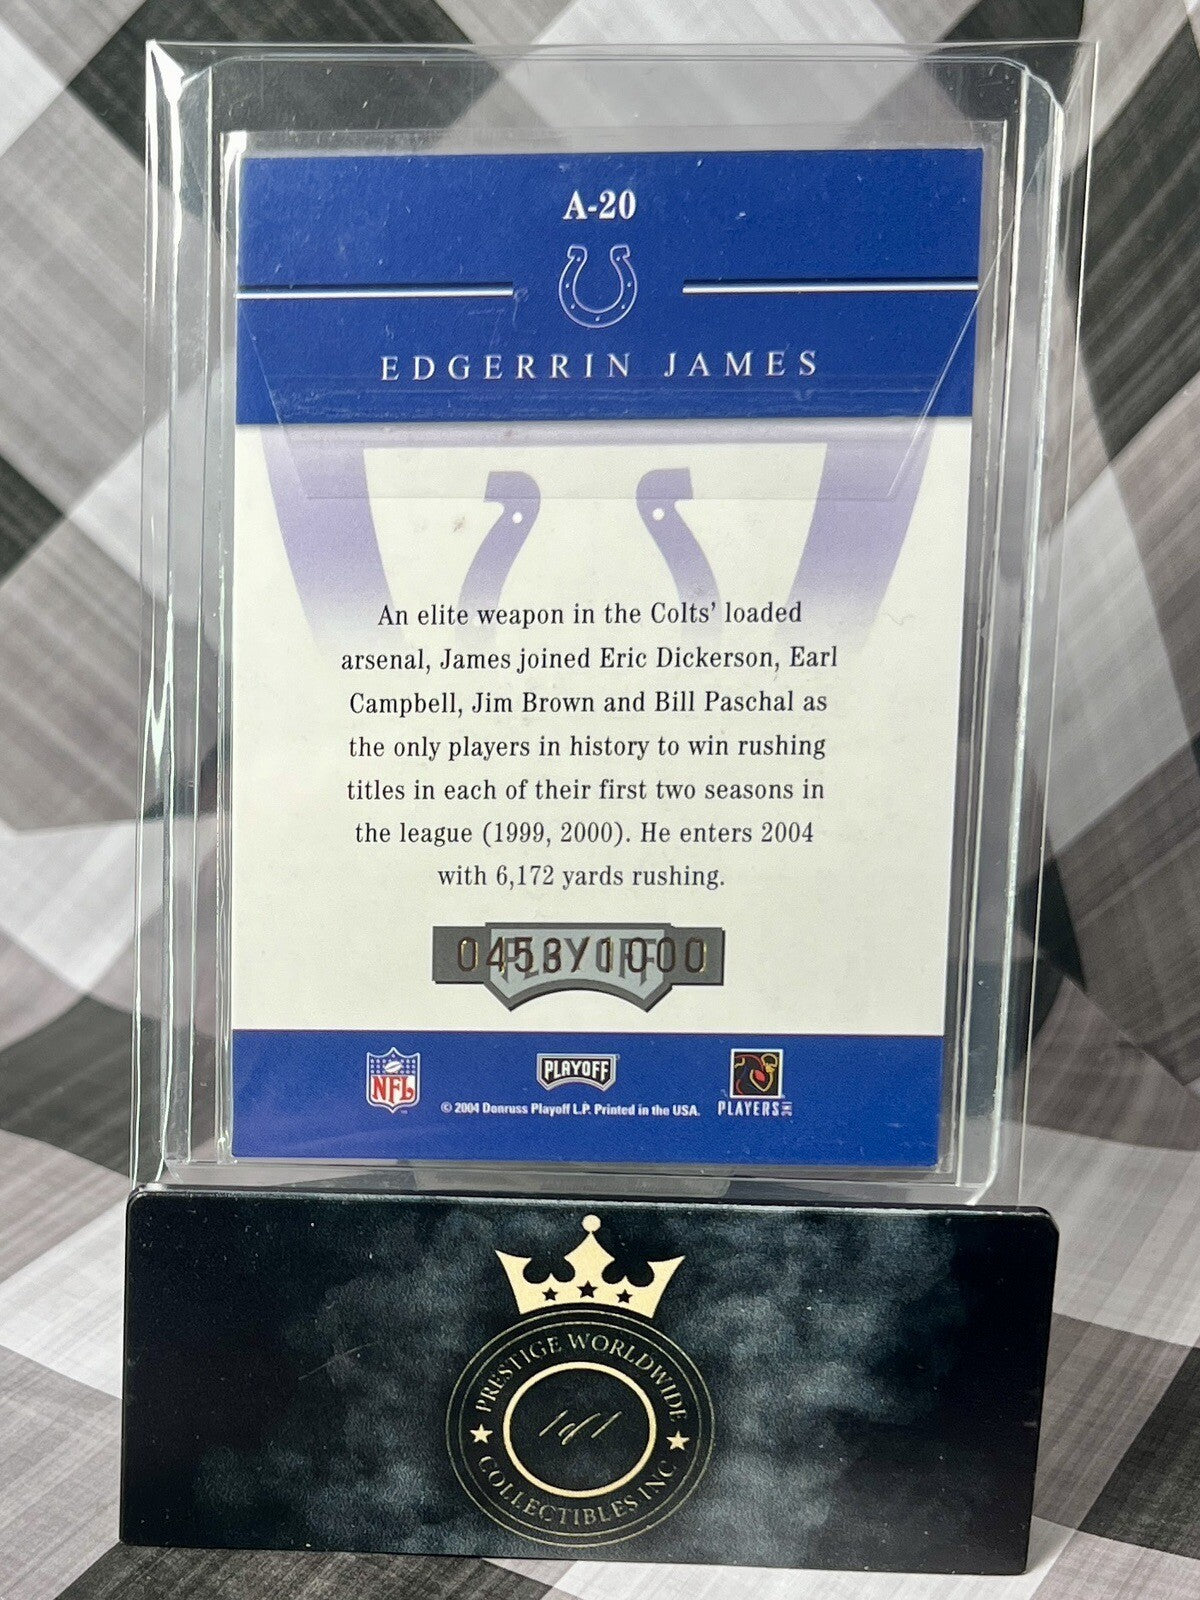 A-20
EDGERRIN JAMES
An elite weapon in the Colts' loaded
arsenal, James joined Eric Dickerson, Earl
Campbell, Jim Brown and Bill Paschal as
the only players in history to win rushing
titles in each of their first two seasons in
the league (1999, 2000). He enters 2004
with 6,172 yards rushing.
PLAYOFF
0453/1000
NFL
PLAYOFF
© 2004 Donruss Playoff L.P. Printed in the USA.
PLAYERS INC
PRESTIGE WORLDWIDE
1of1
COLLECTIBLES INC